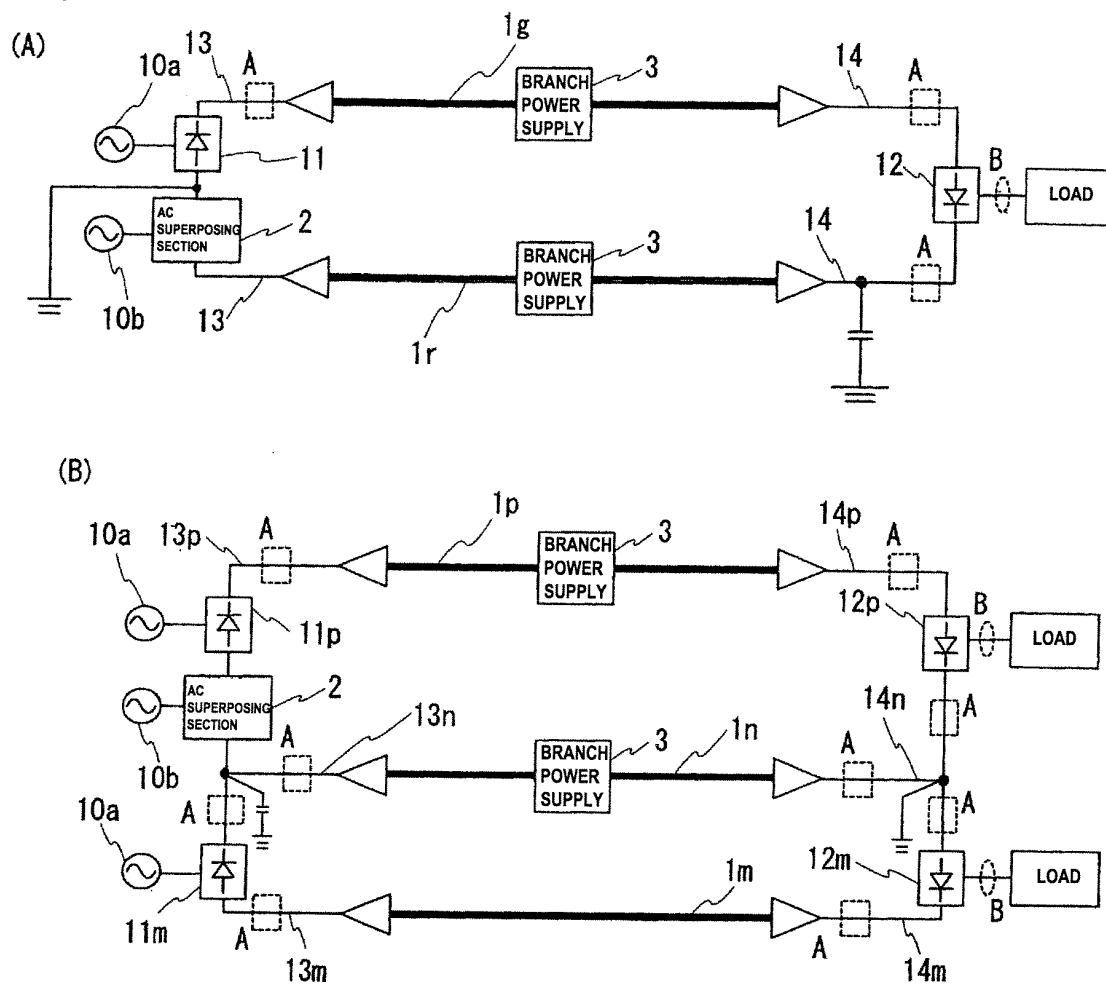 (A)
10a
13
A
1g
BRANCH
POWER
SUPPLY
3
14
A
11
12
B
LOAD
10b
AC
SUPERPOSING
SECTION
2
13
1r
BRANCH
POWER
SUPPLY
3
14
A
(B)
10a
13p
A
1p
BRANCH
POWER
SUPPLY
3
14p
A
11p
12p
B
LOAD
10b
AC
SUPERPOSING
SECTION
2
A
13n
BRANCH
POWER
SUPPLY
3
1n
A
14n
A
10a
A
A
11m
A
13m
1m
A
14m
12m
B
LOAD